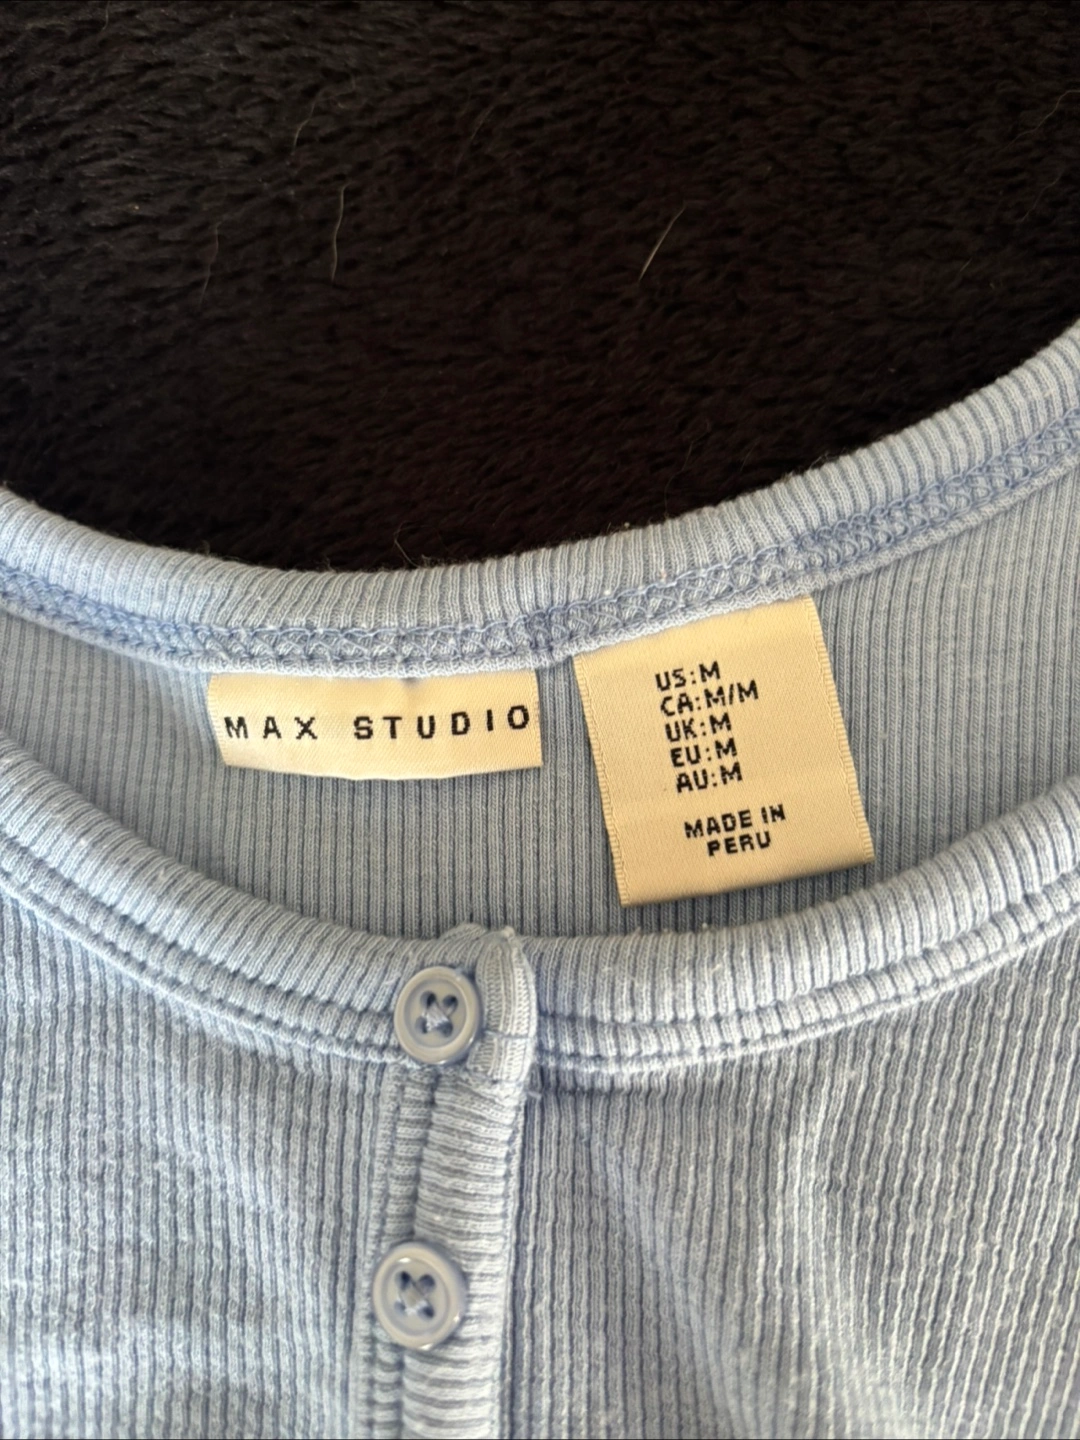 MAX STUDIO
US:M
CA:M/M
UK:M
EU:M
AU:M
MADE IN
PERU